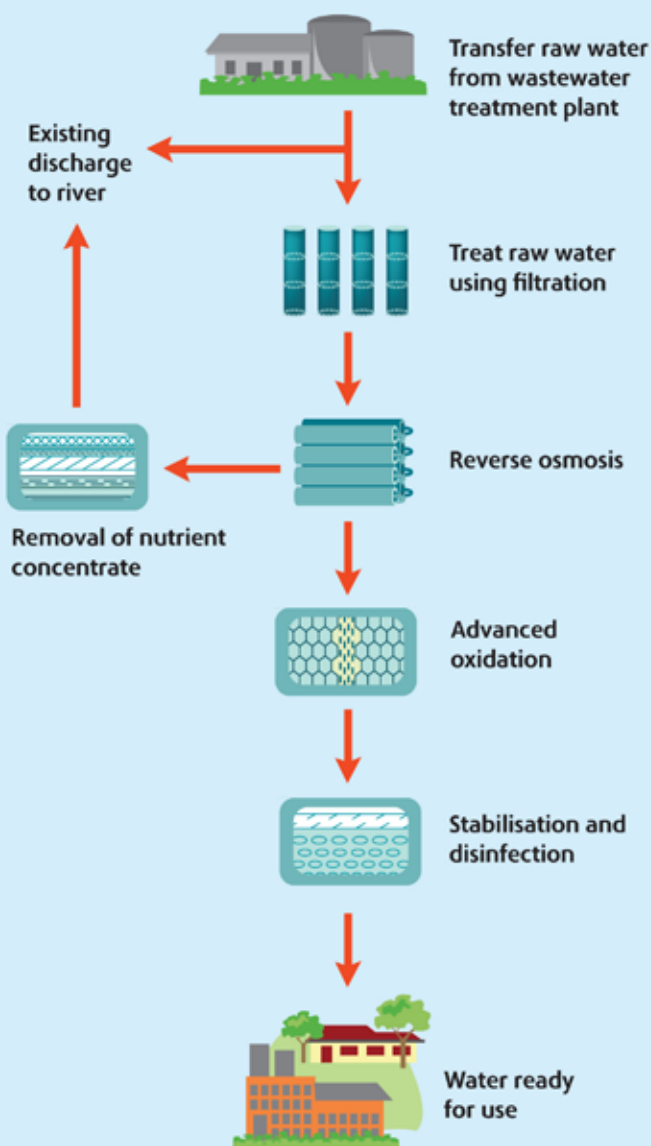 Transfer raw water
from wastewater
treatment plant
Existing
discharge
to river
Treat raw water
using filtration
Reverse osmosis
Removal of nutrient
concentrate
Advanced
oxidation
Stabilisation and
disinfection
Water ready
for use